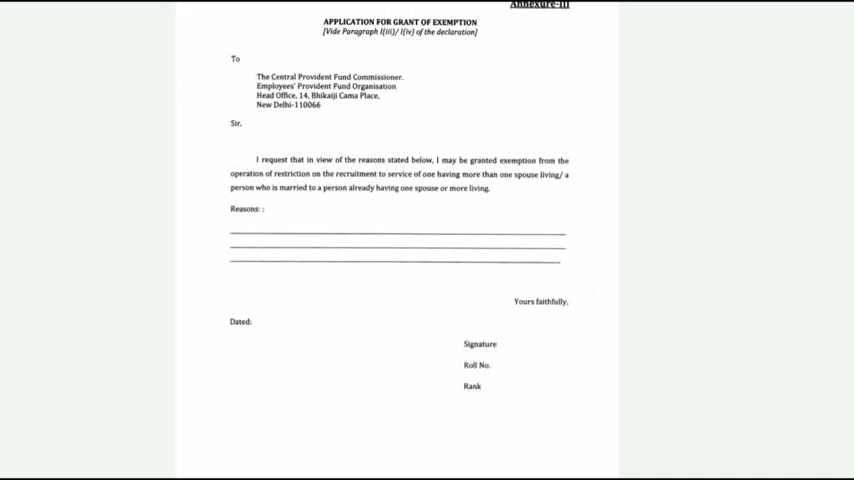 Annexure-III
APPLICATION FOR GRANT OF EXEMPTION
[Vide Paragraph I(iii)/ I(iv) of the declaration]
To
The Central Provident Fund Commissioner.
Employees' Provident Fund Organisation
Head Office, 14, Bhikaiji Cama Place,
New Delhi-110066
Sir,
I request that in view of the reasons stated below, I may be granted exemption from the
operation of restriction on the recruitment to service of one having more than one spouse living/ a
person who is married to a person already having one spouse or more living.
Reasons: :
Yours faithfully,
Dated:
Signature
Roll No.
Rank